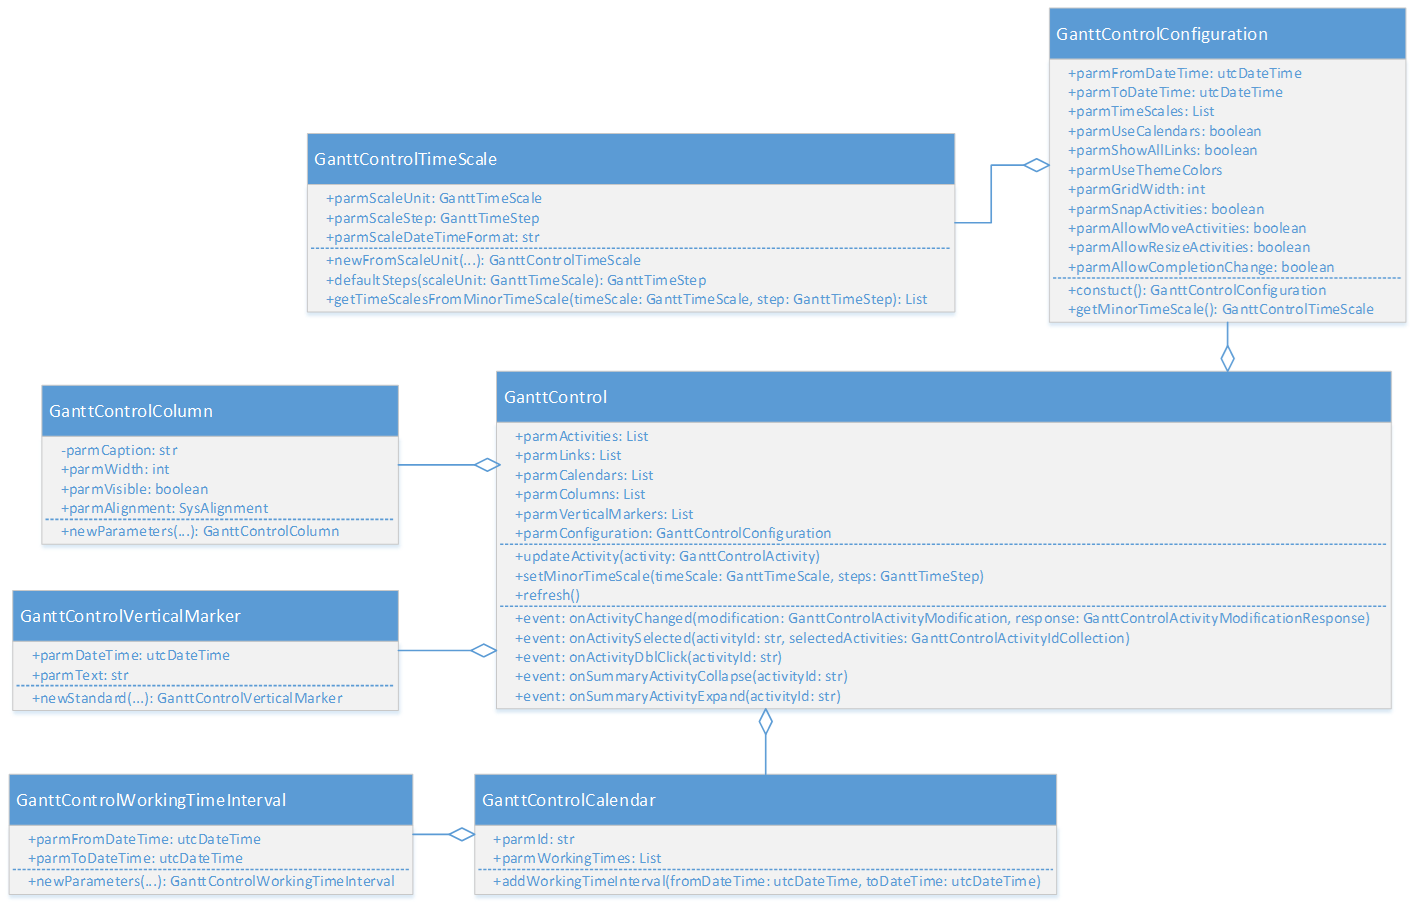 GanttControlConfiguration
+parmFromDateTime: utcDateTime
+parmToDateTime: utcDateTime
+parmTimeScales: List
+parmUseCalendars: boolean
+parmShowAllLinks: boolean
+parmUseThemeColors
+parmGridWidth: int
+parmSnapActivities: boolean
+parmAllowMoveActivities: boolean
+parmAllowResizeActivities: boolean
+parmAllowCompletionChange: boolean
+constuct(): GanttControlConfiguration
+getMinorTimeScale(): GanttControlTimeScale
GanttControlTimeScale
+parmScaleUnit: GanttTimeScale
+parmScaleStep: GanttTimeStep
+parmScaleDateTimeFormat: str
+newFromScaleUnit(...): GanttControlTimeScale
+defaultSteps(scaleUnit: GanttTimeScale): GanttTimeStep
+getTimeScalesFromMinorTimeScale(timeScale: GanttTimeScale, step: GanttTimeStep): List
GanttControlColumn
-parmCaption: str
+parmWidth: int
+parmVisible: boolean
+parmAlignment: SysAlignment
+newParameters(...): GanttControlColumn
GanttControl
+parmActivities: List
+parmLinks: List
+parmCalendars: List
+parmColumns: List
+parmVerticalMarkers: List
+parmConfiguration: GanttControlConfiguration
+updateActivity(activity: GanttControlActivity)
+setMinorTimeScale(timeScale: GanttTimeScale, steps: GanttTimeStep)
+refresh()
+event: onActivityChanged(modification: GanttControlActivityModification, response: GanttControlActivityModificationResponse)
+event: onActivitySelected(activityId: str, selectedActivities: GanttControlActivityIdCollection)
+event: onActivityDblClick(activityId: str)
+event: onSummaryActivityCollapse(activityId: str)
+event: onSummaryActivityExpand(activityId: str)
GanttControlVerticalMarker
+parmDateTime: utcDateTime
+parmText: str
+newStandard(...): GanttControlVerticalMarker
GanttControlWorkingTimeInterval
+parmFromDateTime: utcDateTime
+parmToDateTime: utcDateTime
+newParameters(...): GanttControlWorkingTimeInterval
GanttControlCalendar
+parmId: str
+parmWorkingTimes: List
+addWorkingTimeInterval(fromDateTime: utcDateTime, toDateTime: utcDateTime)